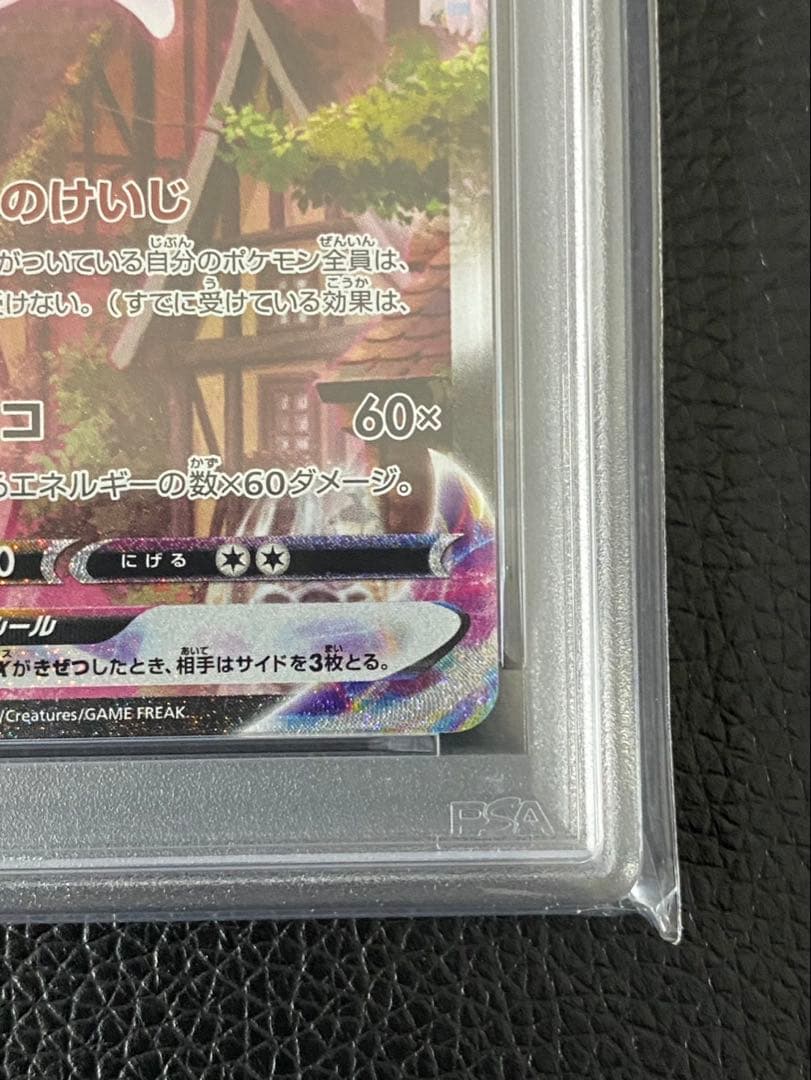 のけいじ
がついている自分のポケモン全員は、
けない。（すでに受けている効果は、
コ 60×
るエネルギーの数×60ダメージ。
0 にげる
ルール
がきぜつしたとき、相手はサイドを3枚とる。
/Creatures/GAME FREAK
PSA